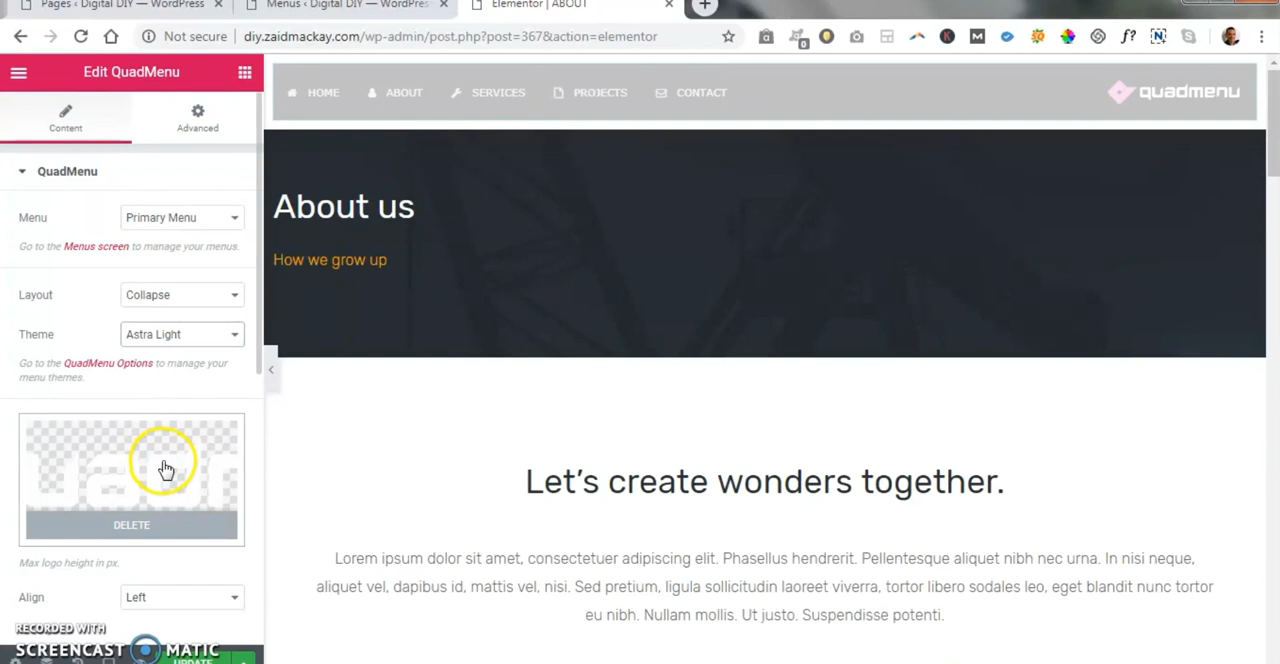 Pages ‹ Digital DIY — WordPress
Menus ‹ Digital DIY — WordPres
Elementor | ABOUT
Not secure
diy.zaidmackay.com/wp-admin/post.php?post=367&action=elementor
Edit QuadMenu
HOME
ABOUT
SERVICES
PROJECTS
CONTACT
quadmenu
Content
Advanced
QuadMenu
Menu
Primary Menu
Go to the Menus screen to manage your menus.
About us
How we grow up
Layout
Collapse
Theme
Astra Light
Go to the QuadMenu Options to manage your
menu themes.
DELETE
Max logo height in px.
Align
Left
Let's create wonders together.
Lorem ipsum dolor sit amet, consectetuer adipiscing elit. Phasellus hendrerit. Pellentesque aliquet nibh nec urna. In nisi neque,
aliquet vel, dapibus id, mattis vel, nisi. Sed pretium, ligula sollicitudin laoreet viverra, tortor libero sodales leo, eget blandit nunc tortor
eu nibh. Nullam mollis. Ut justo. Suspendisse potenti.
RECORDED WITH
SCREENCAST MATIC
UPDATE